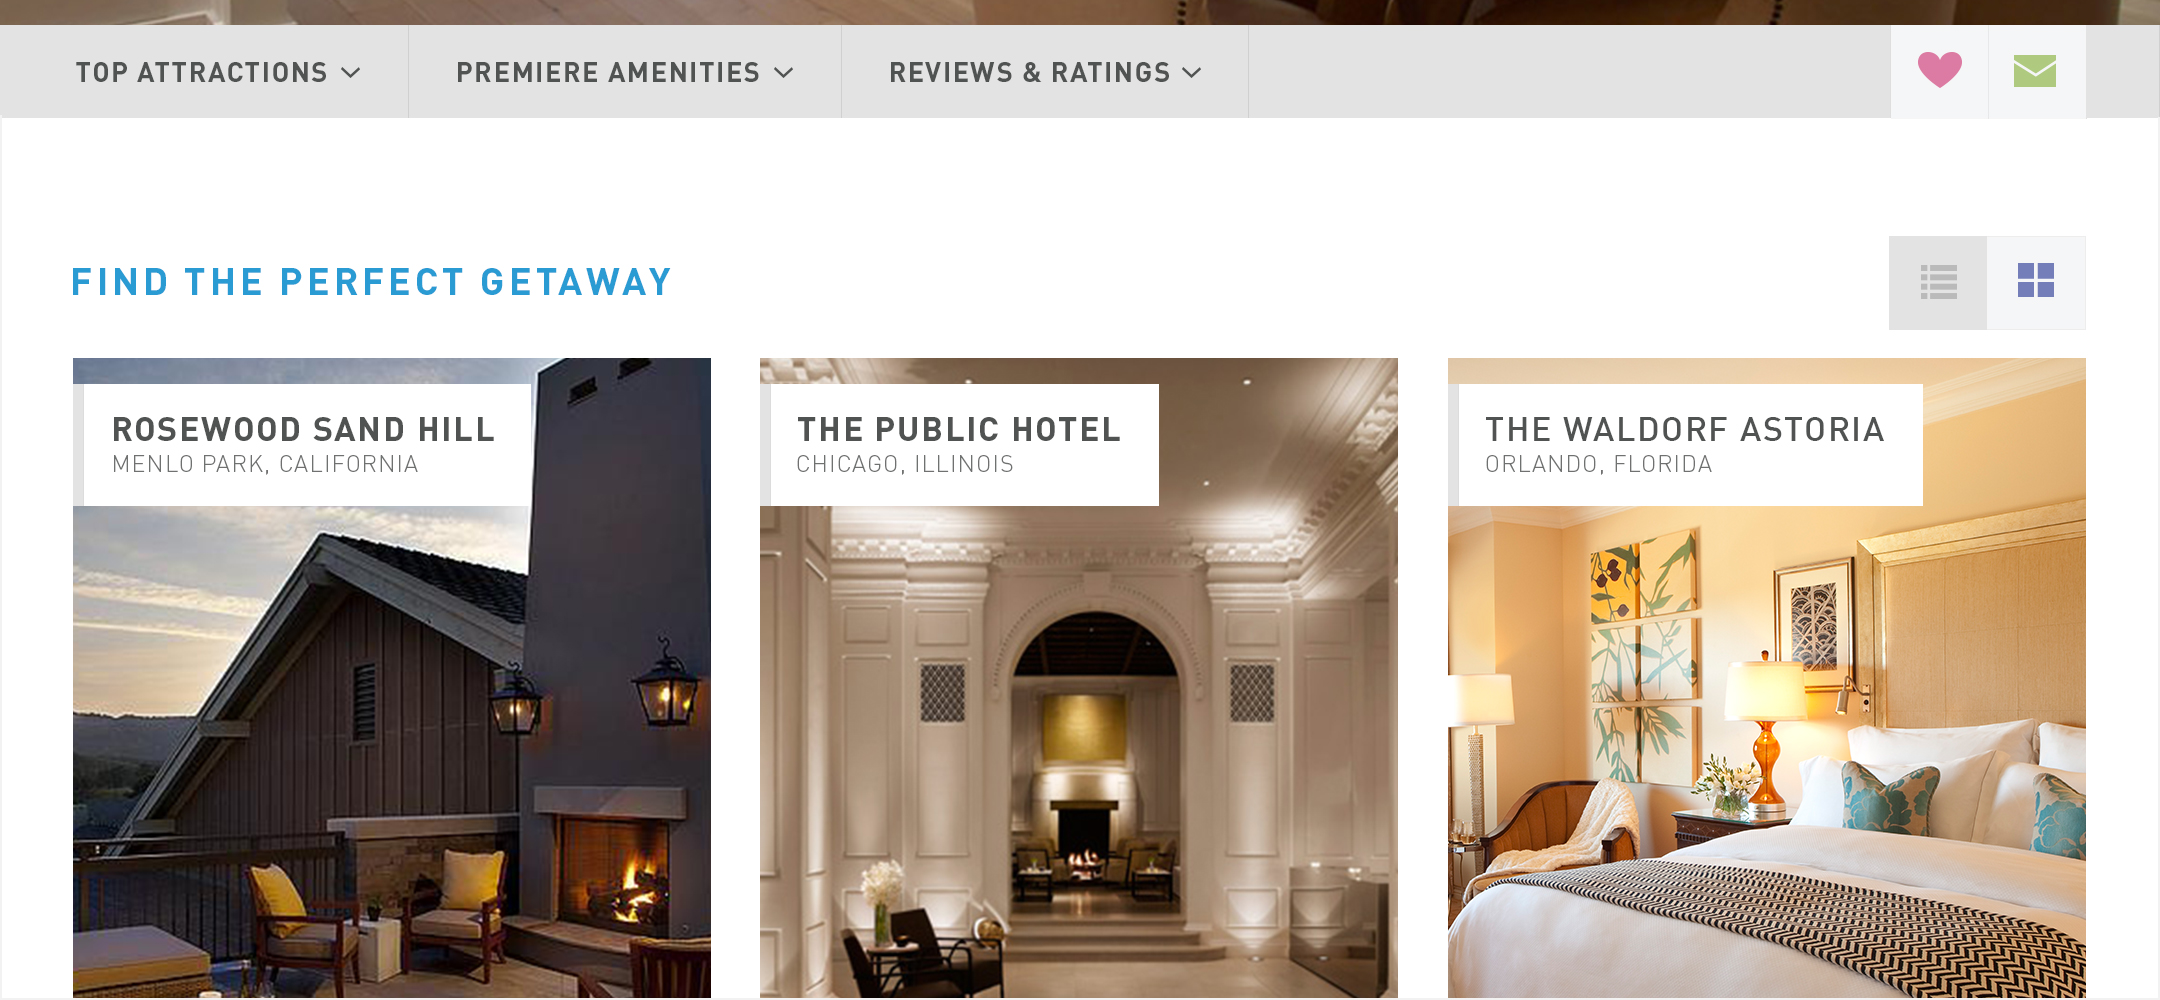 TOP ATTRACTIONS
PREMIERE AMENITIES
REVIEWS & RATINGS
FIND THE PERFECT GETAWAY
ROSEWOOD SAND HILL
MENLO PARK, CALIFORNIA
THE PUBLIC HOTEL
CHICAGO, ILLINOIS
THE WALDORF ASTORIA
ORLANDO, FLORIDA